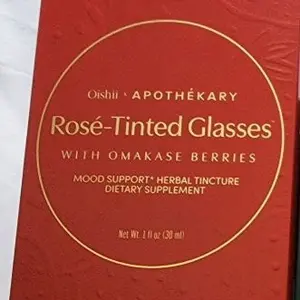 Oishii × APOTHÉKARY
Rosé-Tinted Glasses™
WITH OMAKASE BERRIES
MOOD SUPPORT* HERBAL TINCTURE
DIETARY SUPPLEMENT
Net Wt. 1 fl oz (30 ml)